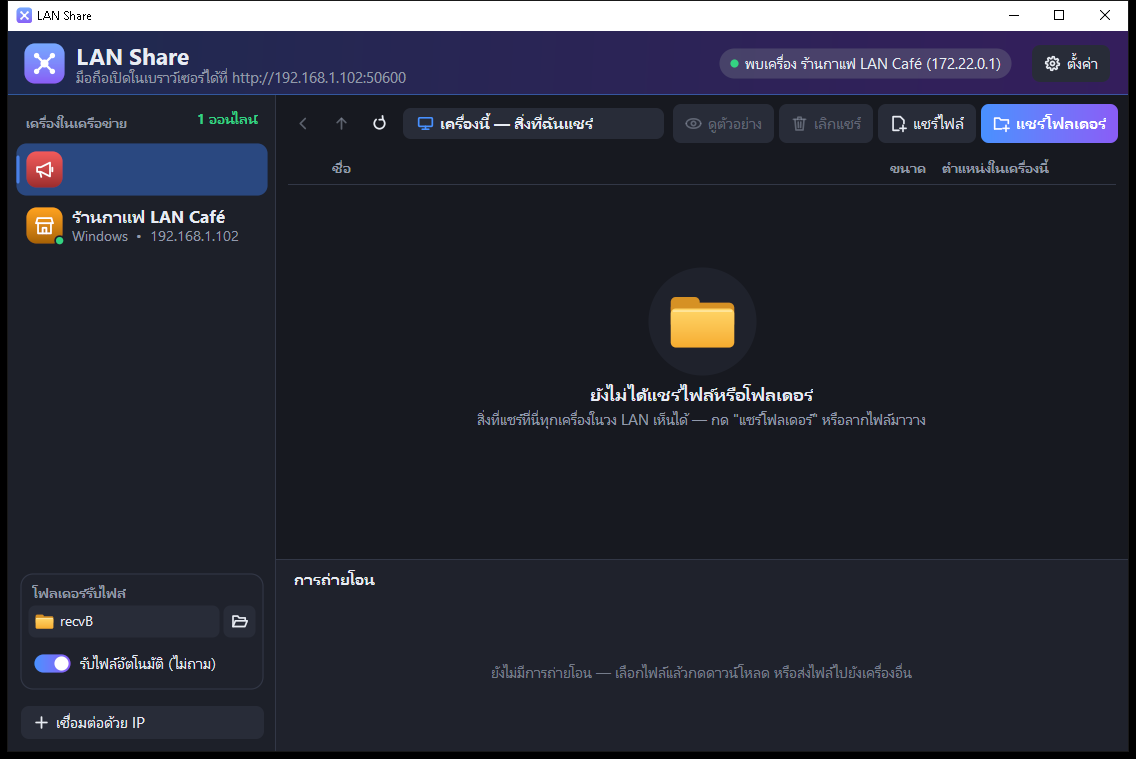 LAN Share
LAN Share
มือถือเปิดในเบราว์เซอร์ได้ที่ http://192.168.1.102:50600
พบเครื่อง ร้านกาแฟ LAN Café (172.22.0.1)
ตั้งค่า
เครื่องในเครือข่าย
1 ออนไลน์
ร้านกาแฟ LAN Café
Windows • 192.168.1.102
เครื่องนี้ — สิ่งที่ฉันแชร์
ดูตัวอย่าง
เลิกแชร์
แชร์ไฟล์
แชร์โฟลเดอร์
ชื่อ
ขนาด
ตำแหน่งในเครื่องนี้
ยังไม่ได้แชร์ไฟล์หรือโฟลเดอร์
สิ่งที่แชร์ที่นี่ทุกเครื่องในวง LAN เห็นได้ — กด "แชร์โฟลเดอร์" หรือลากไฟล์มาวาง
โฟลเดอร์รับไฟล์
recvB
รับไฟล์อัตโนมัติ (ไม่ถาม)
เชื่อมต่อด้วย IP
การถ่ายโอน
ยังไม่มีการถ่ายโอน — เลือกไฟล์แล้วกดดาวน์โหลด หรือส่งไฟล์ไปยังเครื่องอื่น